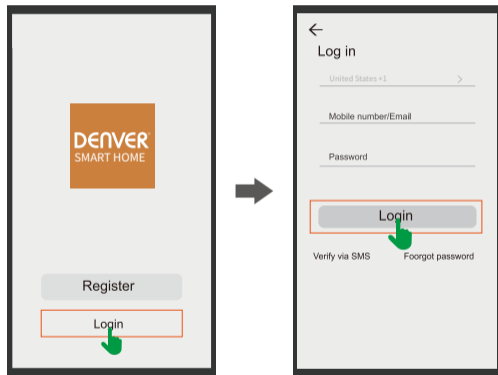 DENVER
SMART HOME
Register
Login
Log in
United States +1
Mobile number/Email
Password
Login
Verify via SMS
Foorgot password